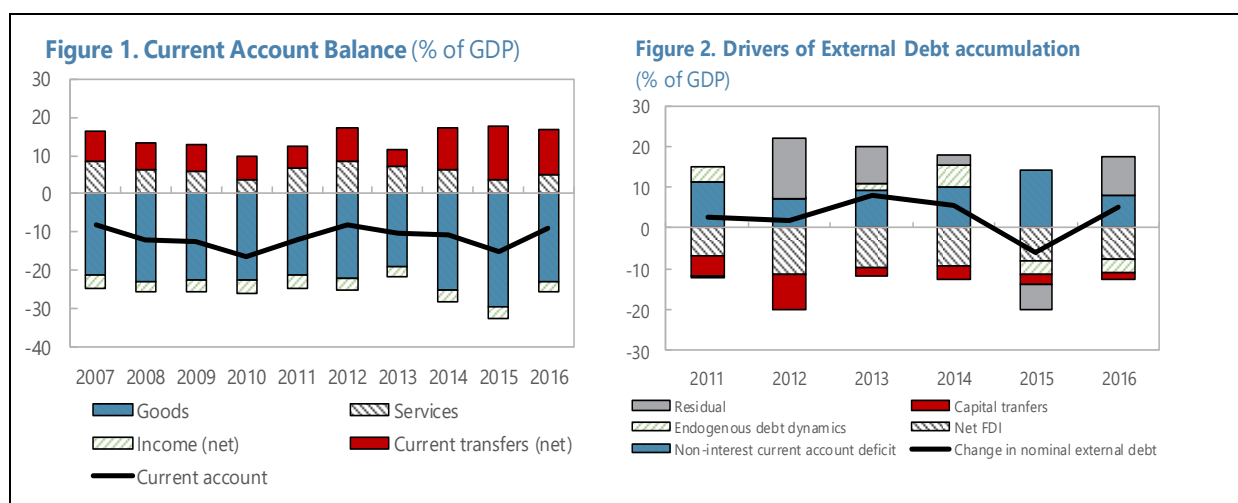 Figure 1. Current Account Balance (% of GDP)
30
20
10
0
-10
-20
-30
-40
2007 2008 2009 2010 2011 2012 2013 2014 2015 2016
Goods Services
Income (net) Current transfers (net)
Current account
Figure 2. Drivers of External Debt accumulation
(% of GDP)
30
20
10
0
-10
-20
-30
2011 2012 2013 2014 2015 2016
Residual Capital tranfers
Endogenous debt dynamics Net FDI
Non-interest current account deficit Change in nominal external debt